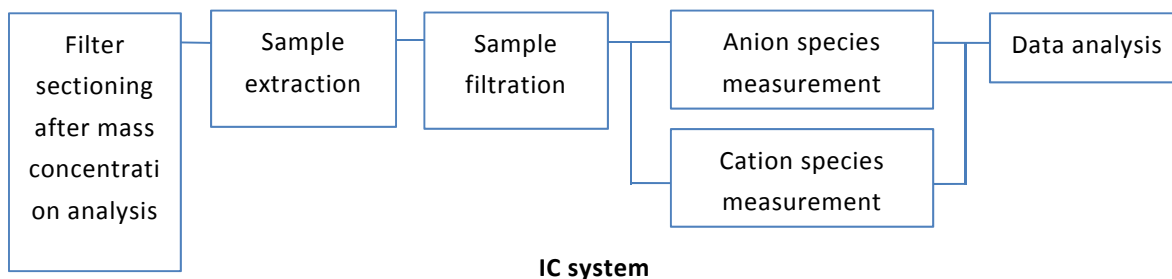 Filter
sectioning
after mass
concentrati
on analysis
Sample
extraction
Sample
filtration
Anion species
measurement
Cation species
measurement
Data analysis
IC system